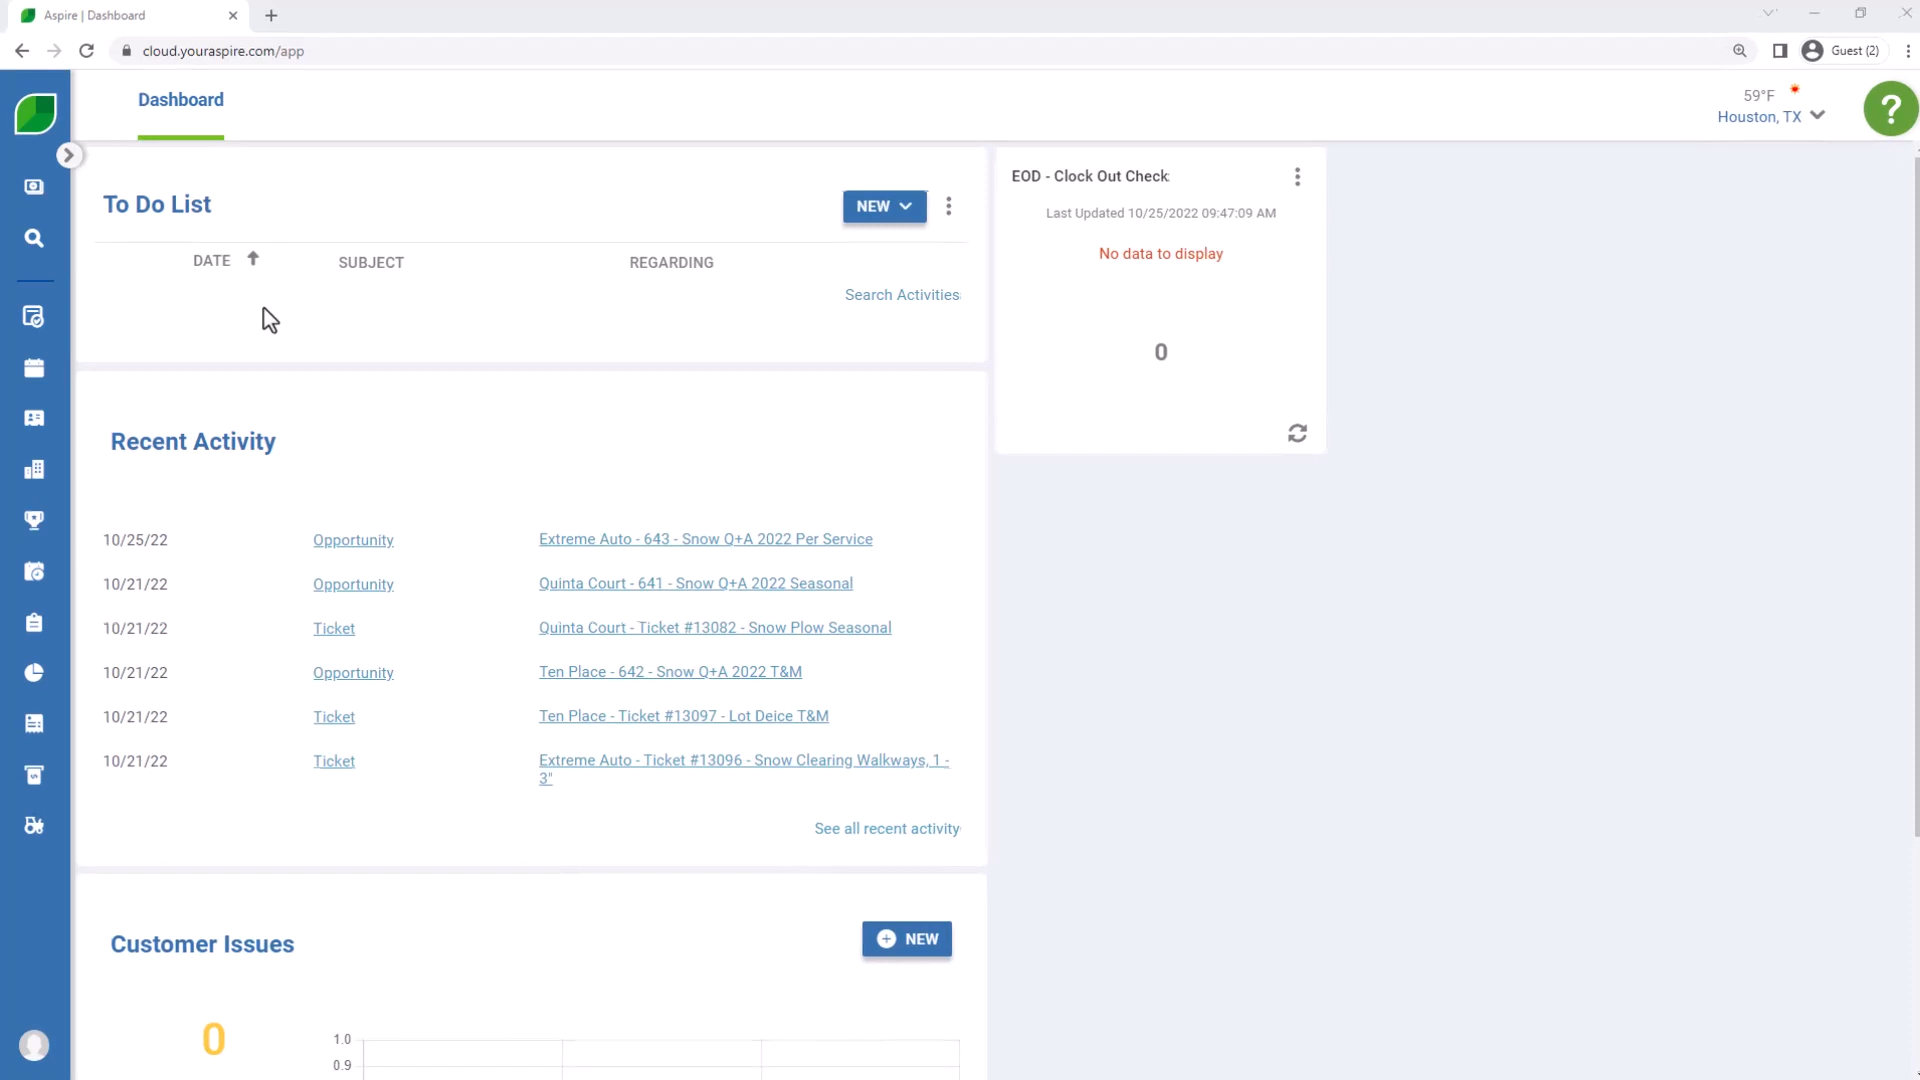 Aspire | Dashboard
cloud.youraspire.com/app
Guest (2)
Dashboard
59°F
Houston, TX
?
To Do List
NEW
DATE
SUBJECT
REGARDING
Search Activities
EOD - Clock Out Check
Last Updated 10/25/2022 09:47:09 AM
No data to display
0
Recent Activity
10/25/22 Opportunity Extreme Auto - 643 - Snow Q+A 2022 Per Service
10/21/22 Opportunity Quinta Court - 641 - Snow Q+A 2022 Seasonal
10/21/22 Ticket Quinta Court - Ticket #13082 - Snow Plow Seasonal
10/21/22 Opportunity Ten Place - 642 - Snow Q+A 2022 T&M
10/21/22 Ticket Ten Place - Ticket #13097 - Lot Deice T&M
10/21/22 Ticket Extreme Auto - Ticket #13096 - Snow Clearing Walkways, 1 -
3"
See all recent activity
Customer Issues
NEW
0
1.0
0.9